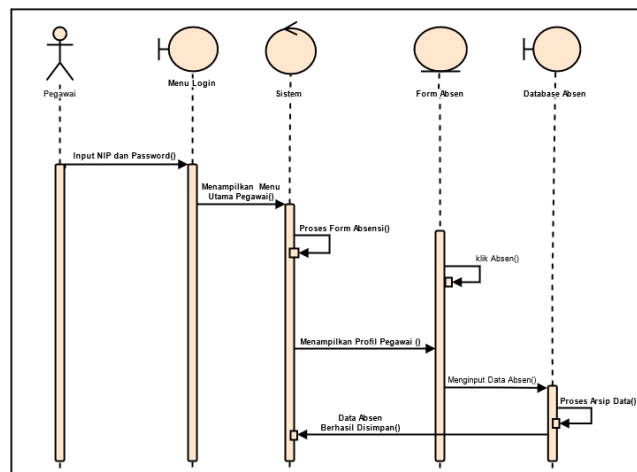 Pegawai
Menu Login
Sistem
Form Absen
Database Absen
Input NIP dan Password()
Menampilkan Menu
Utama Pegawai()
Proses Form Absensi()
klik Absen()
Menampilkan Profil Pegawai ()
Menginput Data Absen()
Proses Arsip Data()
Data Absen
Berhasil Disimpan()